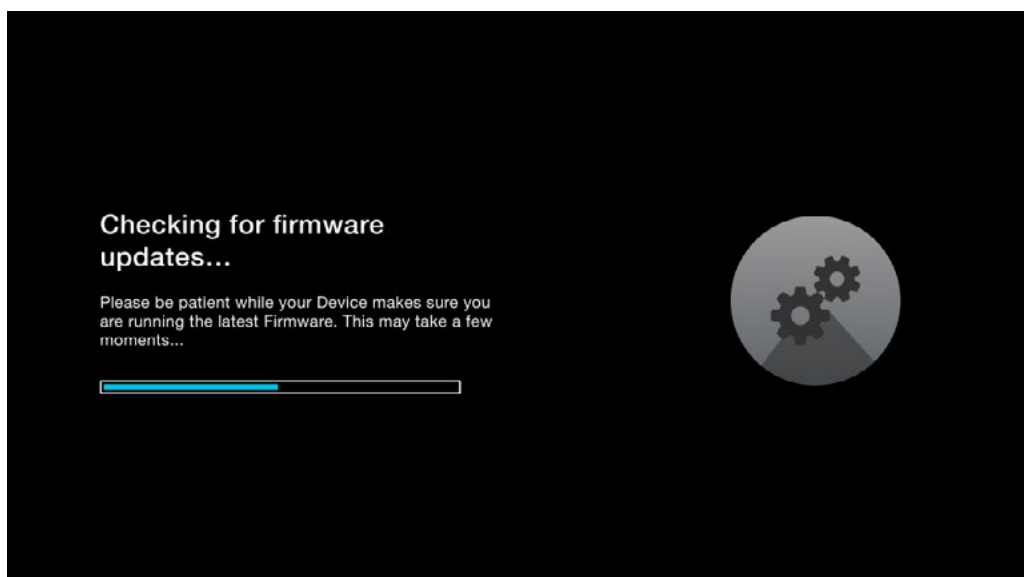 Checking for firmware
updates...
Please be patient while your Device makes sure you
are running the latest Firmware. This may take a few
moments...